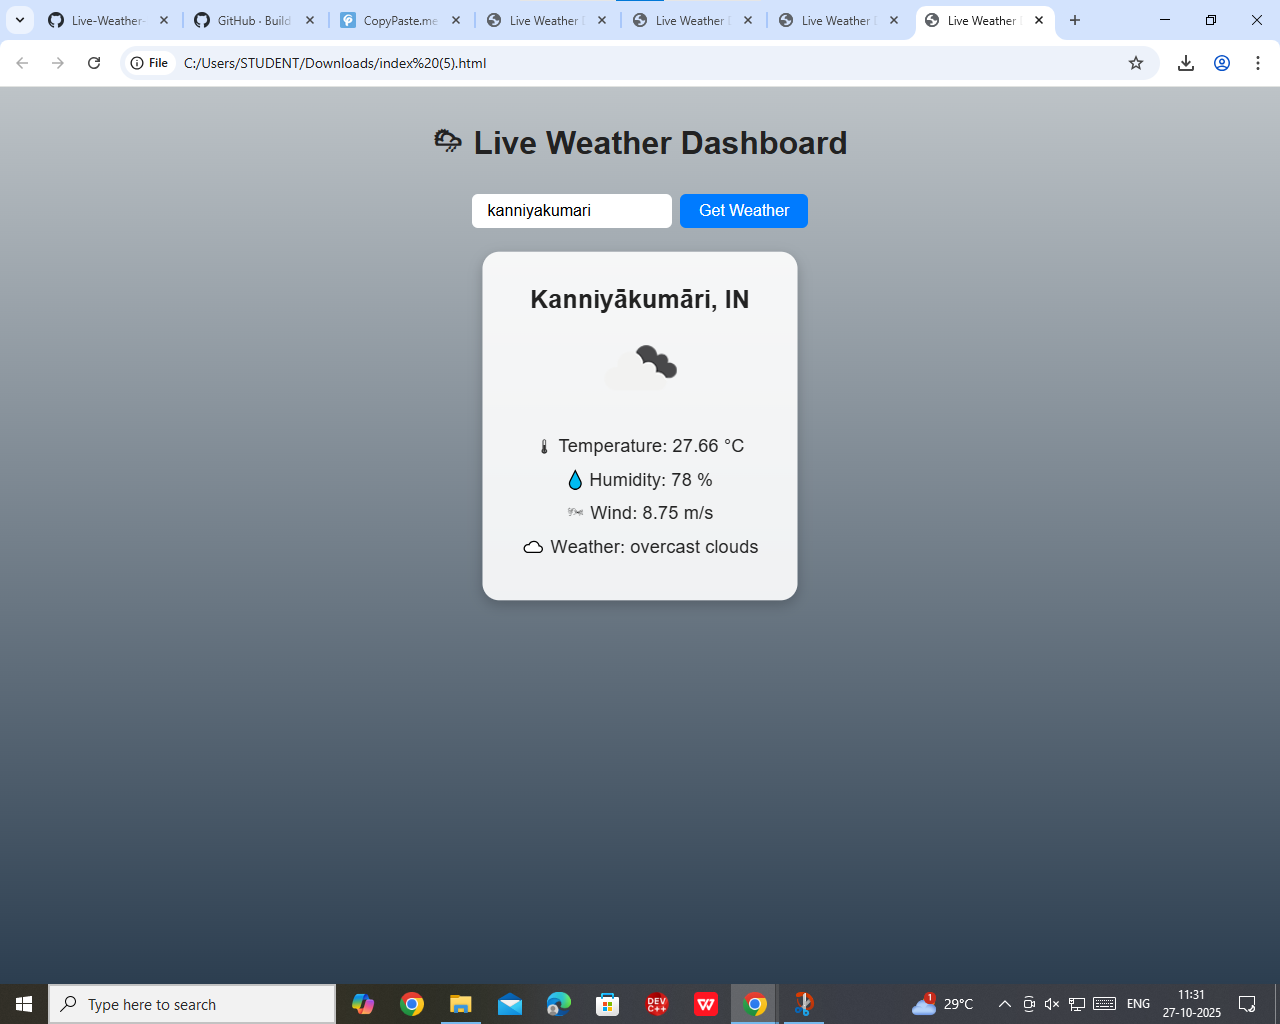 Live-Weather-
GitHub · Build
CopyPaste.me
Live Weather
Live Weather
Live Weather
Live Weather
File
C:/Users/STUDENT/Downloads/index%20(5).html
Live Weather Dashboard
kanniyakumari
Get Weather
Kanniyākumāri, IN
Temperature: 27.66 °C
Humidity: 78 %
Wind: 8.75 m/s
Weather: overcast clouds
Type here to search
DEV
C++
W
1
29°C
ENG
11:31
27-10-2025